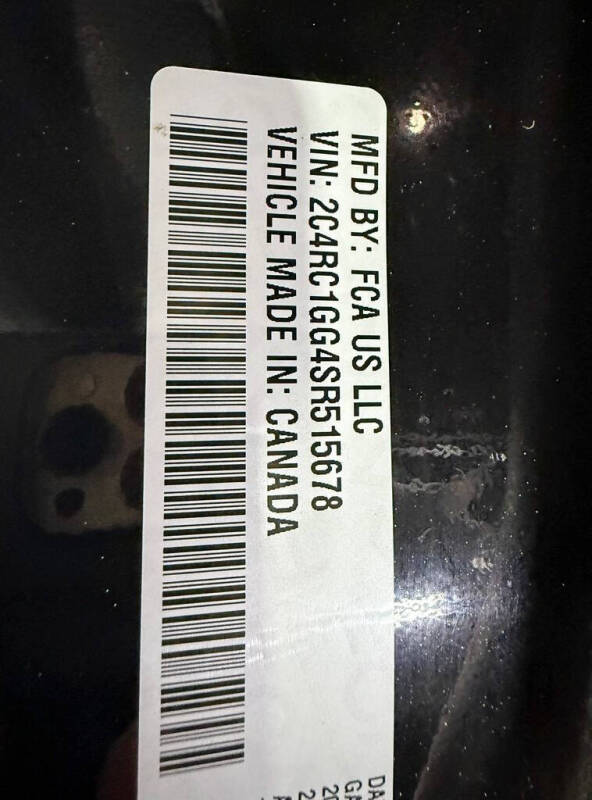 MFD BY: FCA US LLC
VIN: 2C4RC1GG4SR515678
VEHICLE MADE IN: CANADA